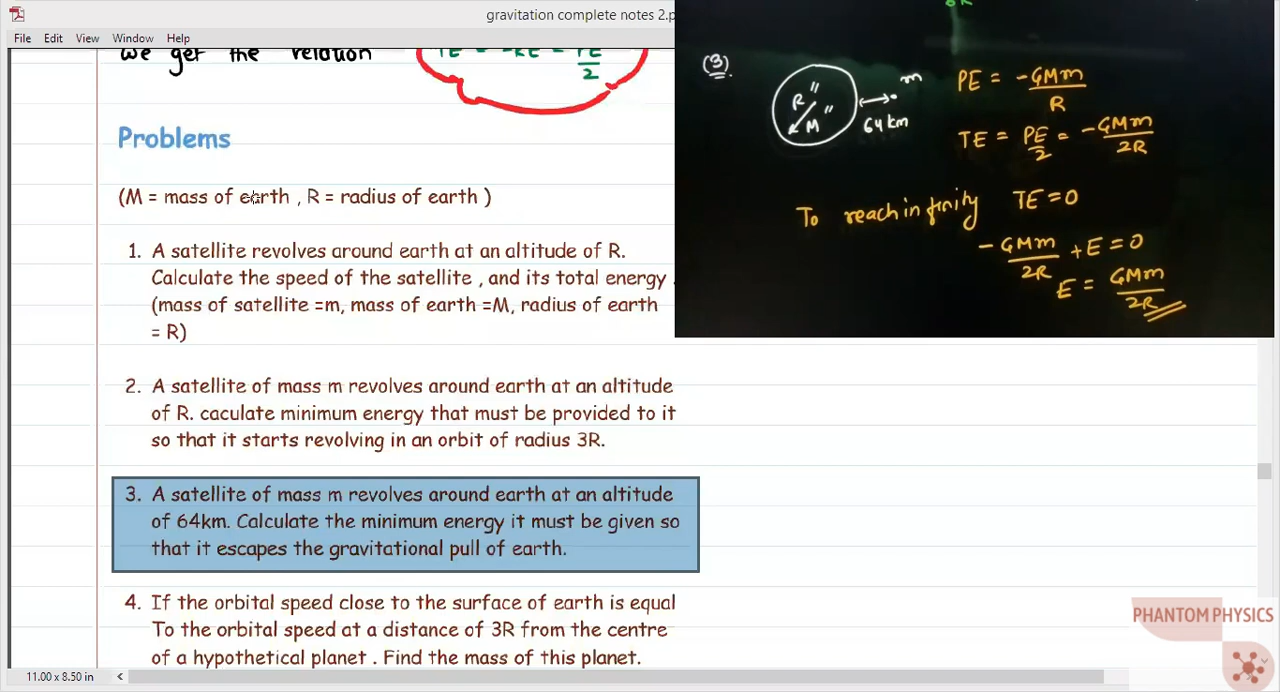 gravitation complete notes 2.p
File Edit View Window Help
we get the relation
TE = -KE = PE/2
Problems
(M = mass of earth , R = radius of earth )
1. A satellite revolves around earth at an altitude of R.
Calculate the speed of the satellite , and its total energy .
(mass of satellite =m, mass of earth =M, radius of earth
= R)
2. A satellite of mass m revolves around earth at an altitude
of R. caculate minimum energy that must be provided to it
so that it starts revolving in an orbit of radius 3R.
3. A satellite of mass m revolves around earth at an altitude
of 64km. Calculate the minimum energy it must be given so
that it escapes the gravitational pull of earth.
4. If the orbital speed close to the surface of earth is equal
To the orbital speed at a distance of 3R from the centre
of a hypothetical planet . Find the mass of this planet.
11.00 x 8.50 in
(3).
R"
M "
m
64km
PE = -GMm/R
TE = PE/2 = -GMm/2R
To reach infinity TE=0
-GMm/2R + E = 0
E = GMm/2R
PHANTOM PHYSICS